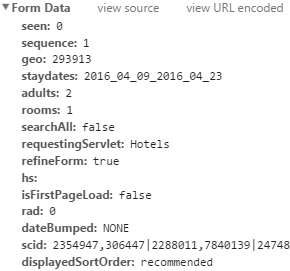 Form Data view source view URL encoded
seen: 0
sequence: 1
geo: 293913
staydates: 2016_04_09_2016_04_23
adults: 2
rooms: 1
searchAll: false
requestingServlet: Hotels
refineForm: true
hs:
isFirstPageLoad: false
rad: 0
dateBumped: NONE
scid: 2354947,306447|2288011,7840139|24748
displayedSortOrder: recommended